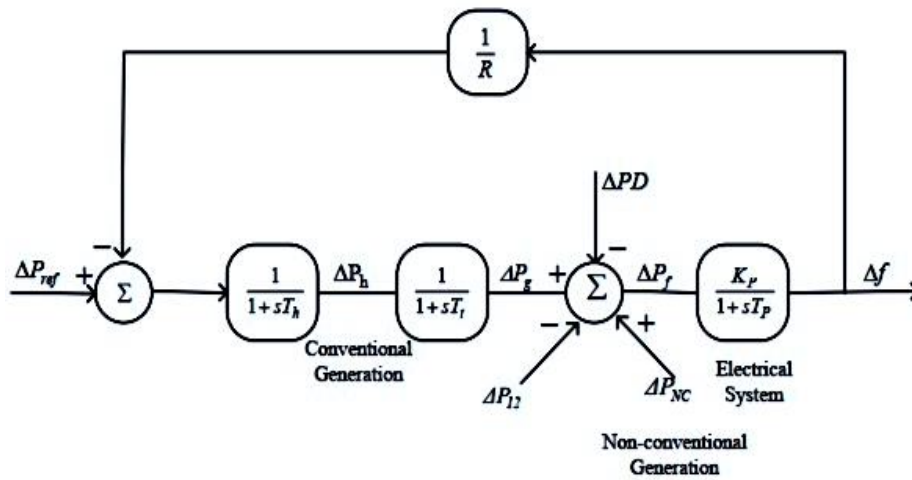 1
R
ΔPD
ΔP_ref
+
−
Σ
1
1+sT_h
ΔP_h
1
1+sT_t
ΔP_g
+
−
−
+
Σ
ΔP_f
K_P
1+sT_P
Δf
Conventional
Generation
ΔP_12
ΔP_NC
Electrical
System
Non-conventional
Generation